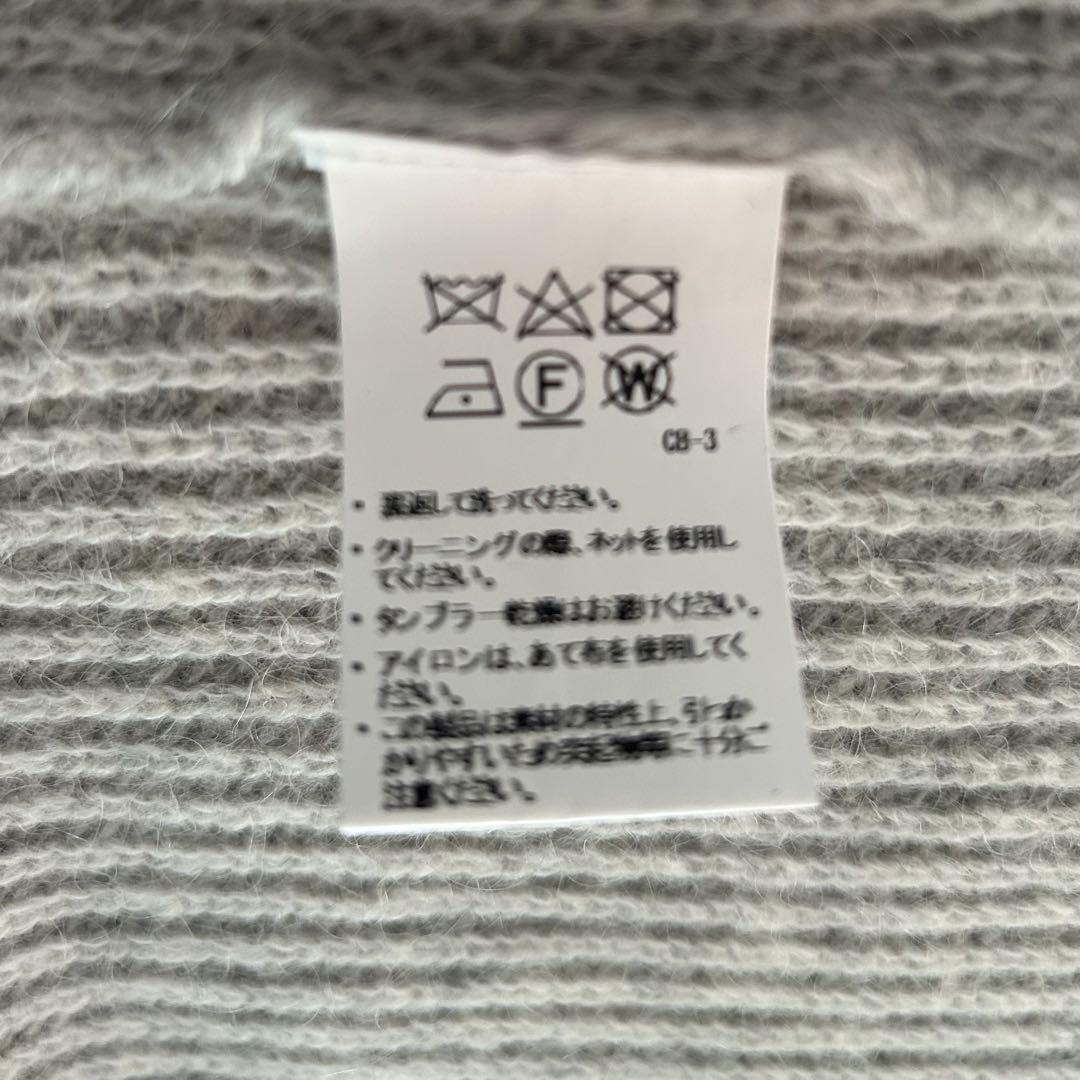 F W
CB-3
・裏返して洗ってください。
・クリーニングの際、ネットを使用し
てください。
・タンブラー乾燥はお避けください。
・アイロンは、あて布を使用してく
ださい。
・この製品は素材の特性上、引っか
かりやすいため突起物等に十分ご
注意ください。